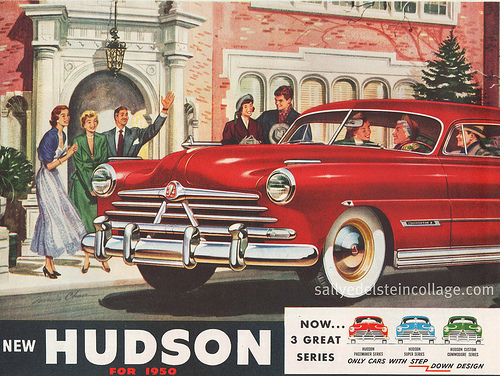 sallyedelsteincollage.com
NEW HUDSON
FOR 1950
NOW...
3 GREAT
SERIES
HUDSON
PACEMAKER SERIES
HUDSON
SUPER SERIES
HUDSON CUSTOM
COMMODORE SERIES
ONLY CARS WITH STEP DOWN DESIGN